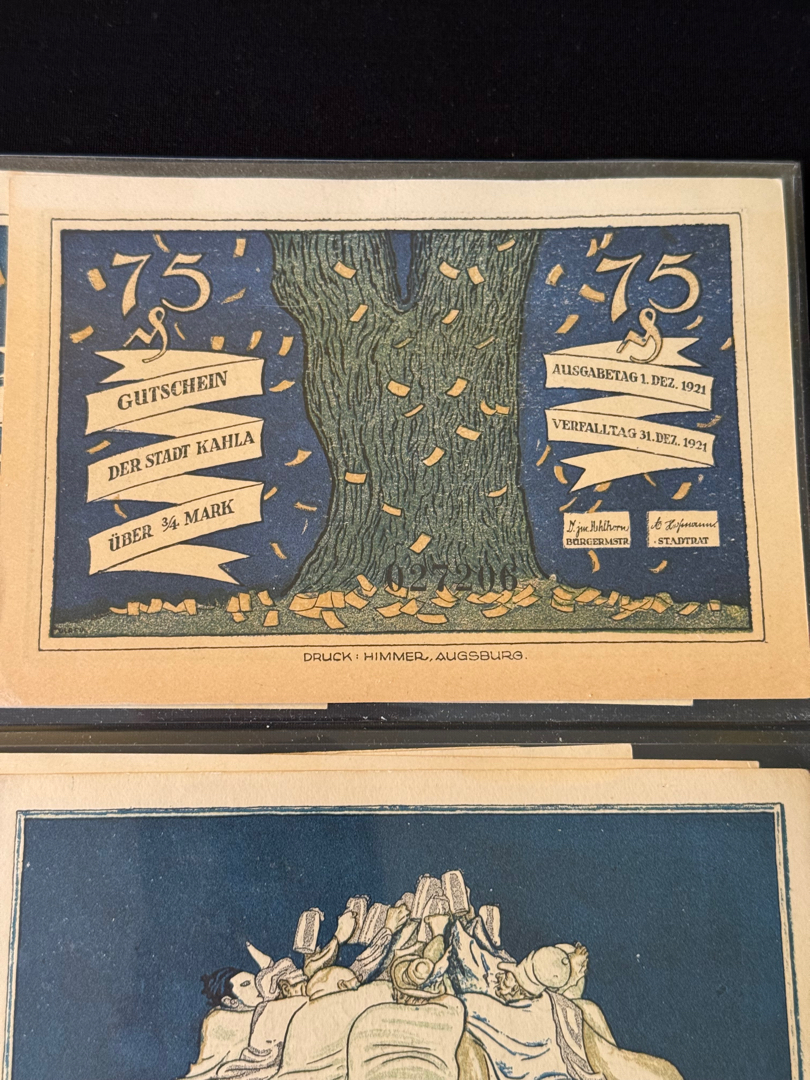 75
75
GUTSCHEIN
DER STADT KAHLA
ÜBER ¾ MARK
AUSGABETAG 1. DEZ. 1921
VERFALLTAG 31. DEZ. 1921
BÜRGERMSTR.
STADTRAT
027206
DRUCK: HIMMER, AUGSBURG.